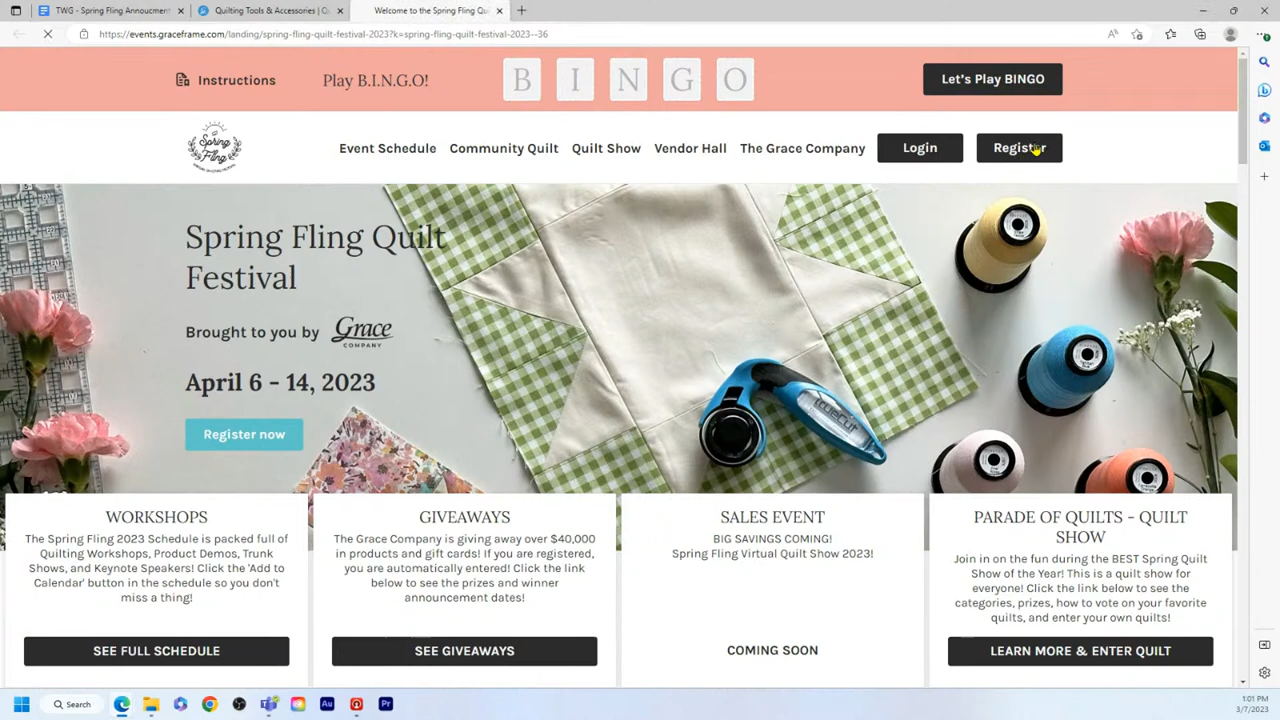 TWG - Spring Fling Annoucment
Quilting Tools & Accessories | Q
Welcome to the Spring Fling Qu
https://events.graceframe.com/landing/spring-fling-quilt-festival-2023?k=spring-fling-quilt-festival-2023--36
Instructions
Play B.I.N.G.O!
B I N G O
Let's Play BINGO
Spring Fling
Event Schedule
Community Quilt
Quilt Show
Vendor Hall
The Grace Company
Login
Register
Spring Fling Quilt
Festival
Brought to you by Grace COMPANY
April 6 - 14, 2023
Register now
TrueCut
WORKSHOPS
The Spring Fling 2023 Schedule is packed full of
Quilting Workshops, Product Demos, Trunk
Shows, and Keynote Speakers! Click the 'Add to
Calendar' button in the schedule so you don't
miss a thing!
SEE FULL SCHEDULE
GIVEAWAYS
The Grace Company is giving away over $40,000
in products and gift cards! If you are registered,
you are automatically entered! Click the link
below to see the prizes and winner
announcement dates!
SEE GIVEAWAYS
SALES EVENT
BIG SAVINGS COMING!
Spring Fling Virtual Quilt Show 2023!
COMING SOON
PARADE OF QUILTS - QUILT
SHOW
Join in on the fun during the BEST Spring Quilt
Show of the Year! This is a quilt show for
everyone! Click the link below to see the
categories, prizes, how to vote on your favorite
quilts, and enter your own quilts!
LEARN MORE & ENTER QUILT
Search
Au
Pr
1:01 PM
3/7/2023